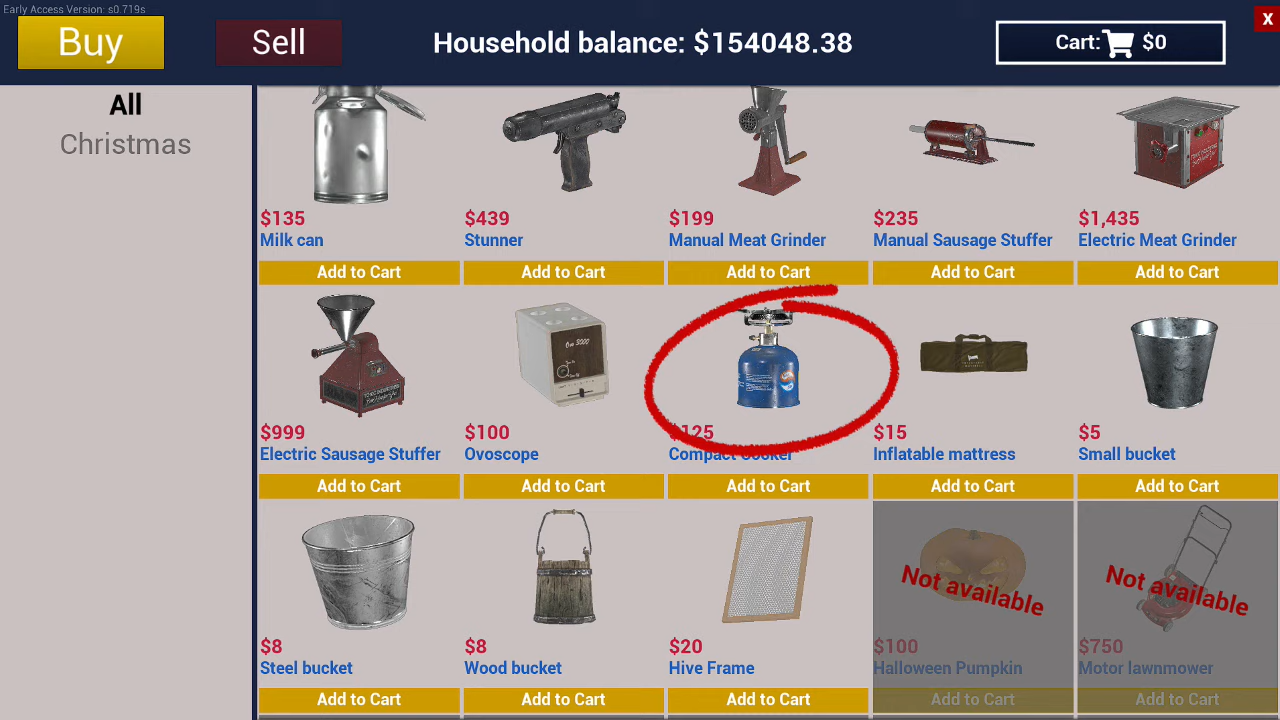 Early Access Version: s0.719s
Buy
Sell
Household balance: $154048.38
Cart: $0
x
All
Christmas
$135
Milk can
Add to Cart
$439
Stunner
Add to Cart
$199
Manual Meat Grinder
Add to Cart
$235
Manual Sausage Stuffer
Add to Cart
$1,435
Electric Meat Grinder
Add to Cart
$999
Electric Sausage Stuffer
Add to Cart
Ovo 3000
$100
Ovoscope
Add to Cart
$125
Compact Cooker
Add to Cart
$15
Inflatable mattress
Add to Cart
$5
Small bucket
Add to Cart
$8
Steel bucket
Add to Cart
$8
Wood bucket
Add to Cart
$20
Hive Frame
Add to Cart
Not available
$100
Halloween Pumpkin
Add to Cart
Not available
$750
Motor lawnmower
Add to Cart